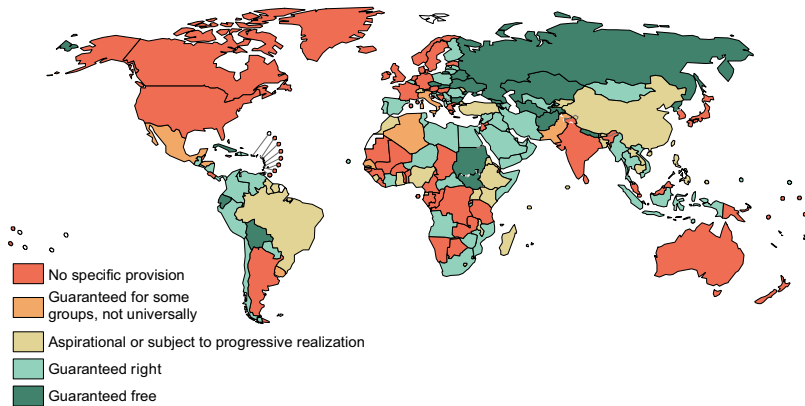 No specific provision
Guaranteed for some
groups, not universally
Aspirational or subject to progressive realization
Guaranteed right
Guaranteed free